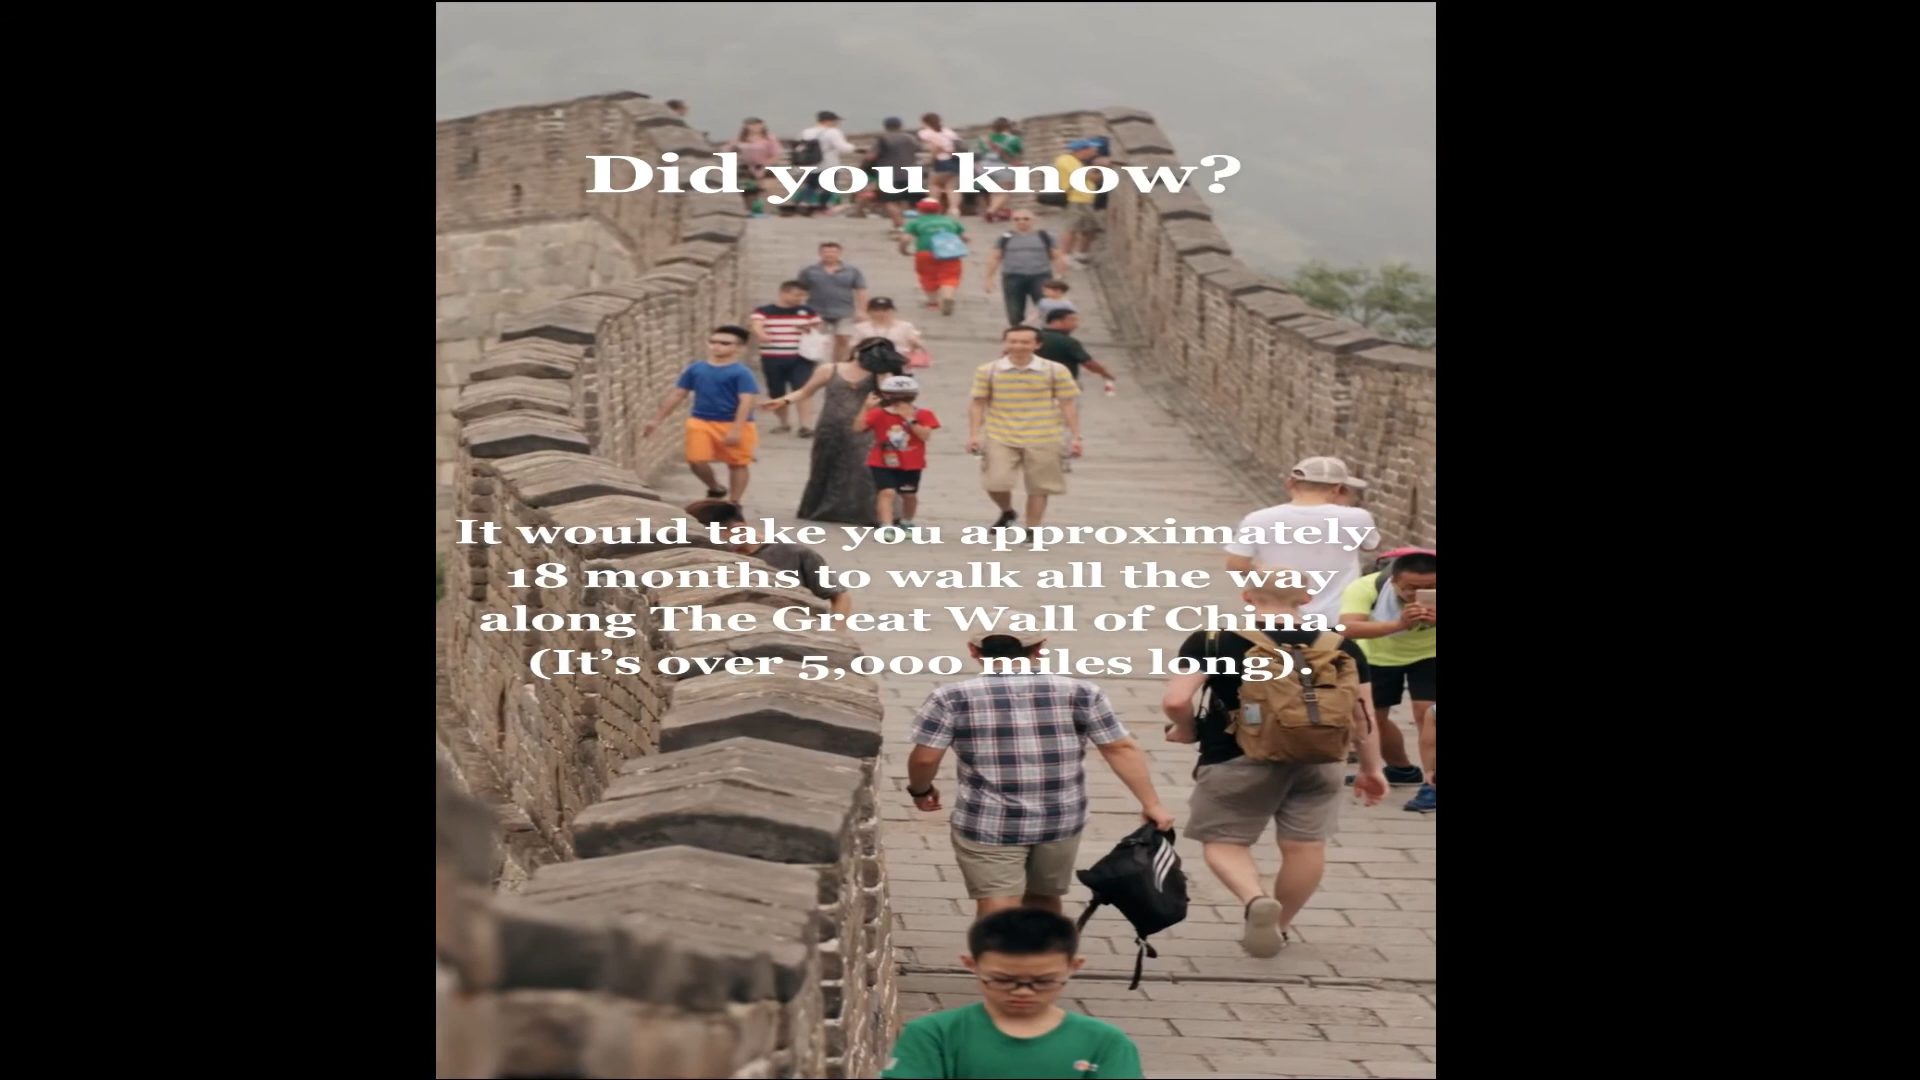 Did you know?
It would take you approximately
18 months to walk all the way
along The Great Wall of China.
(It’s over 5,000 miles long).